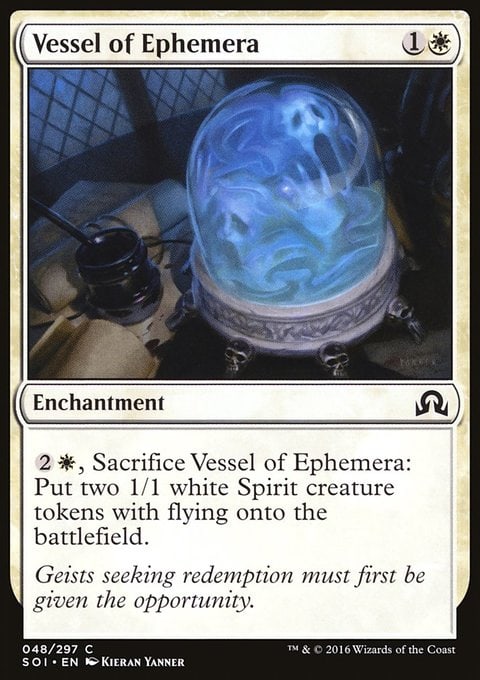 Vessel of Ephemera 1
Enchantment
2, Sacrifice Vessel of Ephemera:
Put two 1/1 white Spirit creature
tokens with flying onto the
battlefield.
Geists seeking redemption must first be
given the opportunity.
048/297 C
SOI • EN KIERAN YANNER
™ & © 2016 Wizards of the Coast